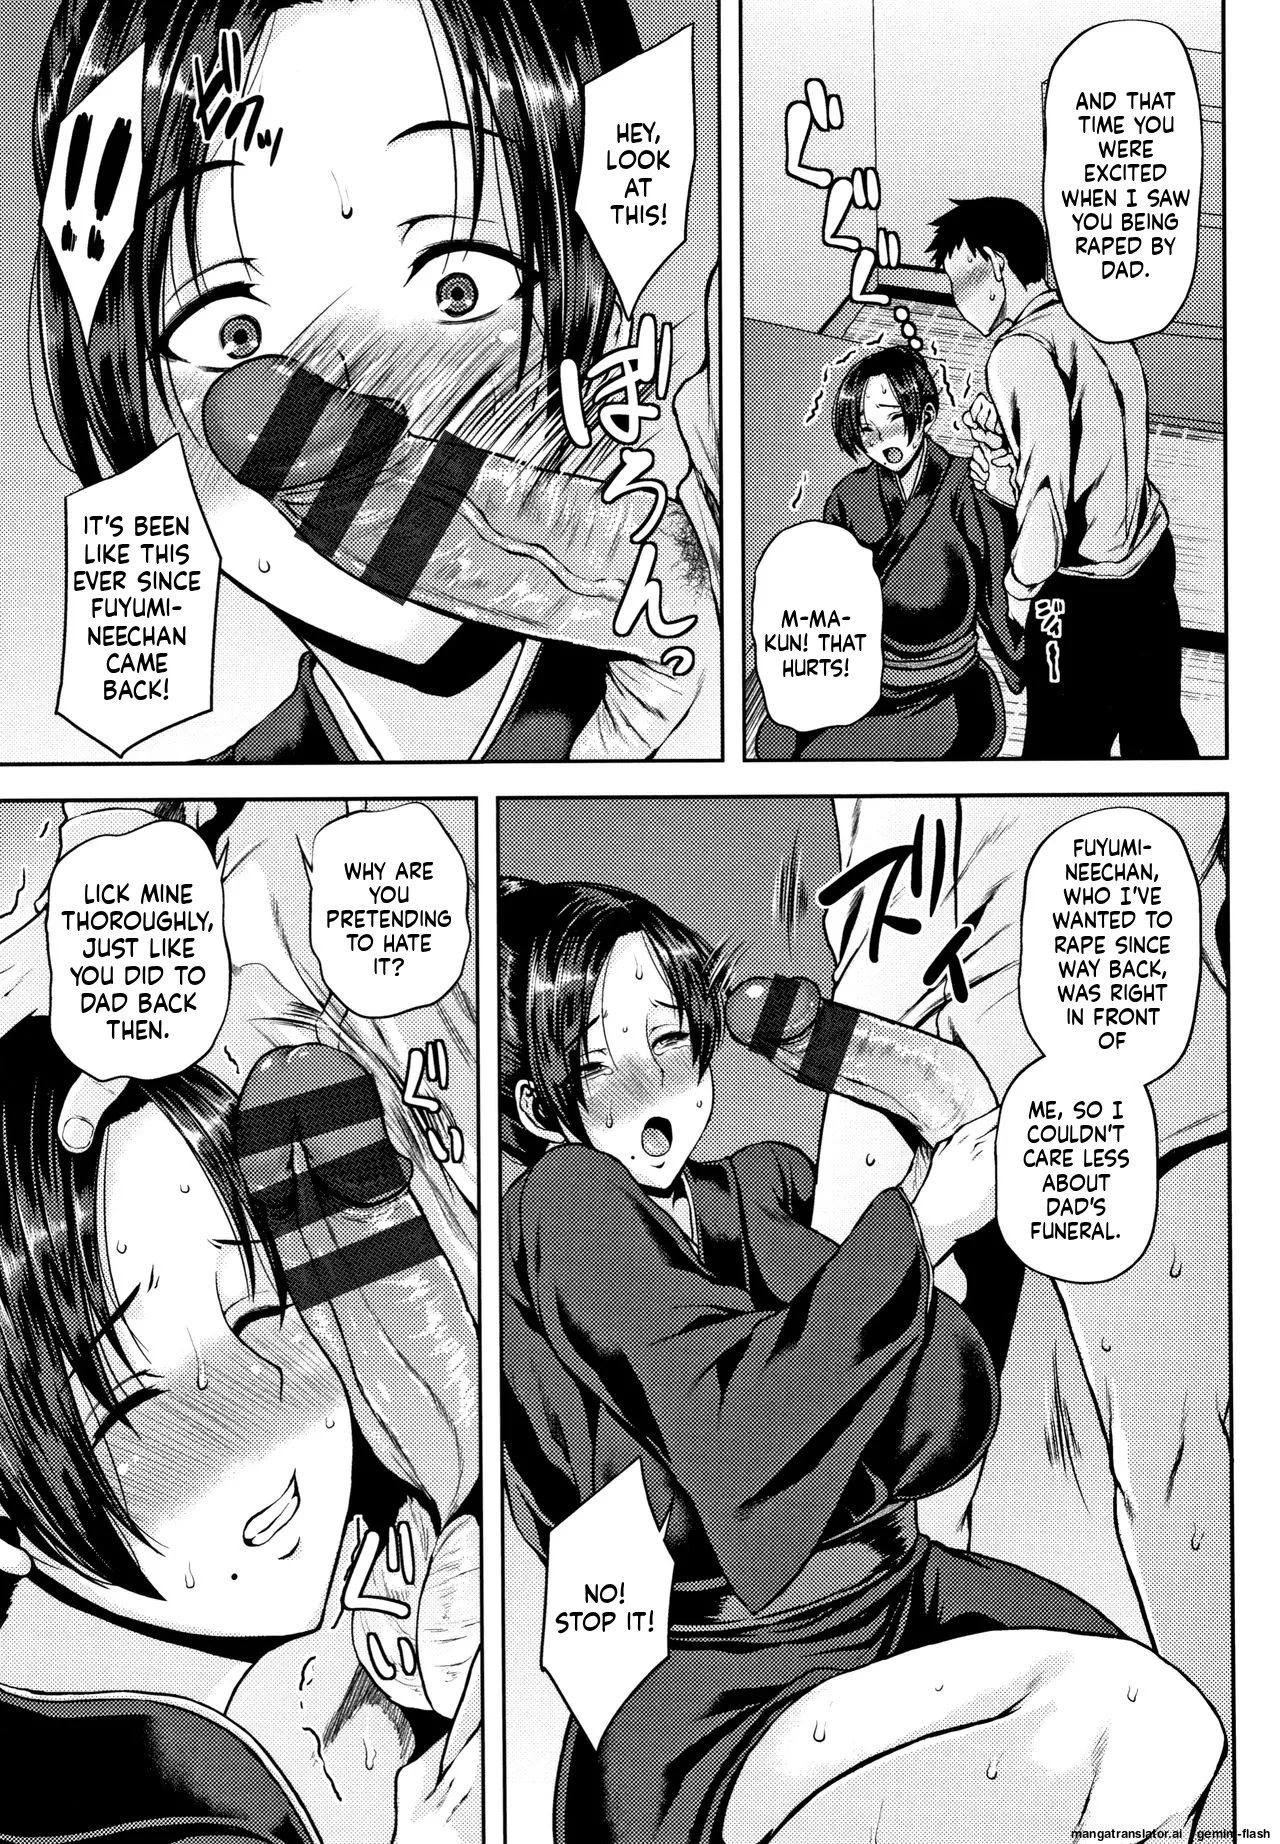 AND THAT
TIME YOU
WERE
EXCITED
WHEN I SAW
YOU BEING
RAPED BY
DAD.
M-MA-
KUN! THAT
HURTS!
HEY,
LOOK
AT
THIS!
ぼろんっ
!!
IT'S BEEN
LIKE THIS
EVER SINCE
FUYUMI-
NEECHAN
CAME
BACK!
FUYUMI-
NEECHAN,
WHO I'VE
WANTED TO
RAPE SINCE
WAY BACK,
WAS RIGHT
IN FRONT
OF
ME, SO I
COULDN'T
CARE LESS
ABOUT
DAD'S
FUNERAL.
ズイ
NO!
STOP IT!
WHY ARE
YOU
PRETENDING
TO HATE
IT?
LICK MINE
THOROUGHLY,
JUST LIKE
YOU DID TO
DAD BACK
THEN.
ぐいぐい
mangatranslator.ai gemini-flash